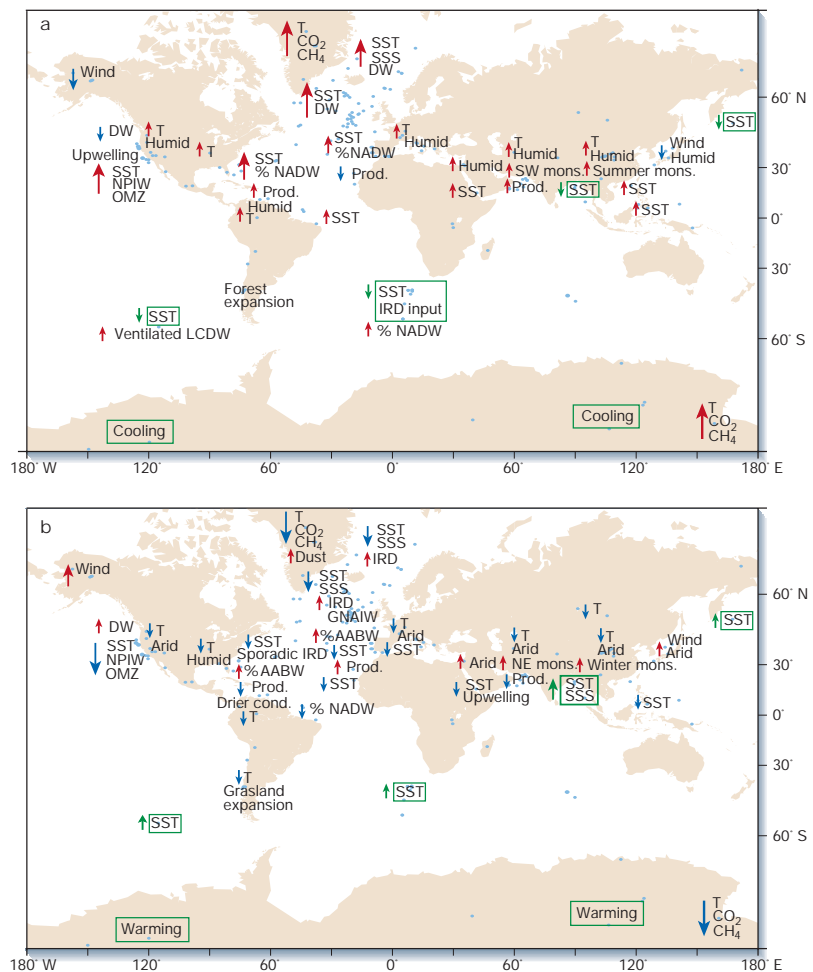 a
T
CO2
CH4
SST
SSS
DW
Wind
SST
DW
60° N
DW
T
Humid
T
Upwelling
SST
NPIW
OMZ
SST
%NADW
T
Humid
SST
% NADW
Prod.
Prod.
Humid
T
SST
Humid
SST
T
Humid
SW mons.
Prod.
T
Humid
Summer mons.
SST
SST
SST
Wind
Humid
SST
30°
0°
30°
Forest
expansion
SST
IRD input
% NADW
SST
Ventilated LCDW
60° S
Cooling
Cooling
T
CO2
CH4
180° W
120°
60°
0°
60°
120°
180° E
b
T
CO2
CH4
Dust
SST
SSS
IRD
Wind
SST
SSS
IRD
GNAIW
60° N
DW
SST
NPIW
OMZ
T
Arid
T
Humid
SST
Sporadic IRD
%AABW
%AABW
SST
Prod.
T
Arid
SST
Prod.
Drier cond.
T
SST
% NADW
Arid
SST
Upwelling
T
Arid
NE mons.
Prod.
T
T
Arid
Winter mons.
SST
SSS
Wind
Arid
SST
SST
30°
0°
30°
T
Grasland
expansion
SST
SST
60° S
Warming
Warming
T
CO2
CH4
180° W
120°
60°
0°
60°
120°
180° E